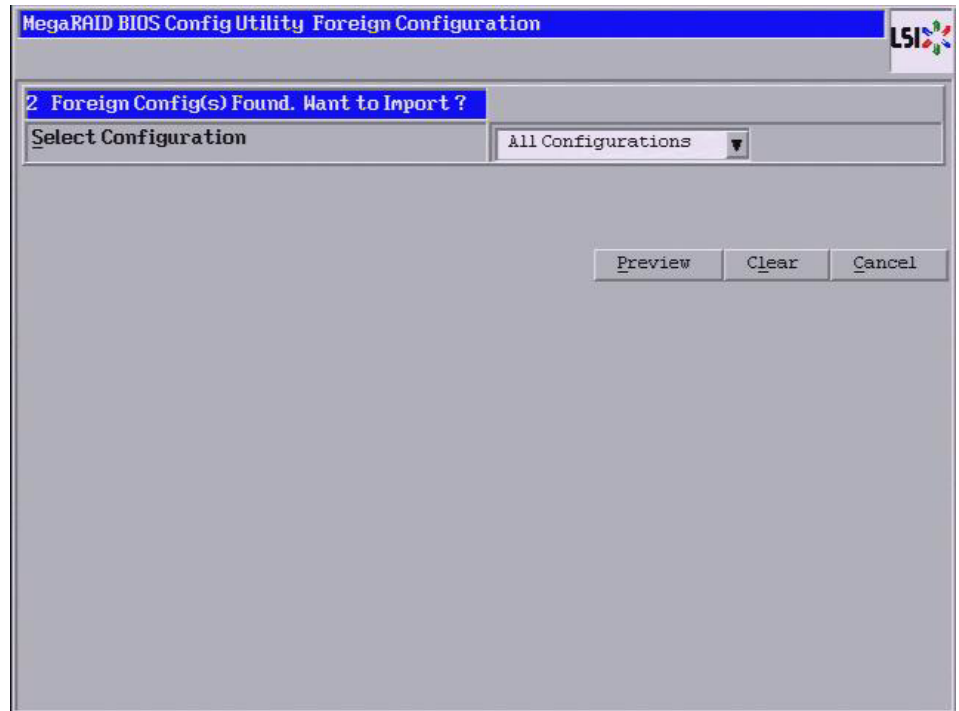 MegaRAID BIOS Config Utility Foreign Configuration
LSI
2 Foreign Config(s) Found. Want to Import ?
Select Configuration
All Configurations
Preview
Clear
Cancel